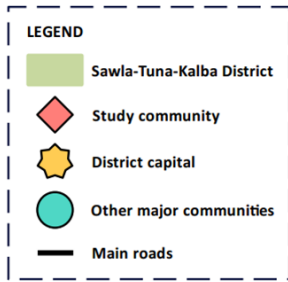 LEGEND
Sawla-Tuna-Kalba District
Study community
District capital
Other major communities
Main roads